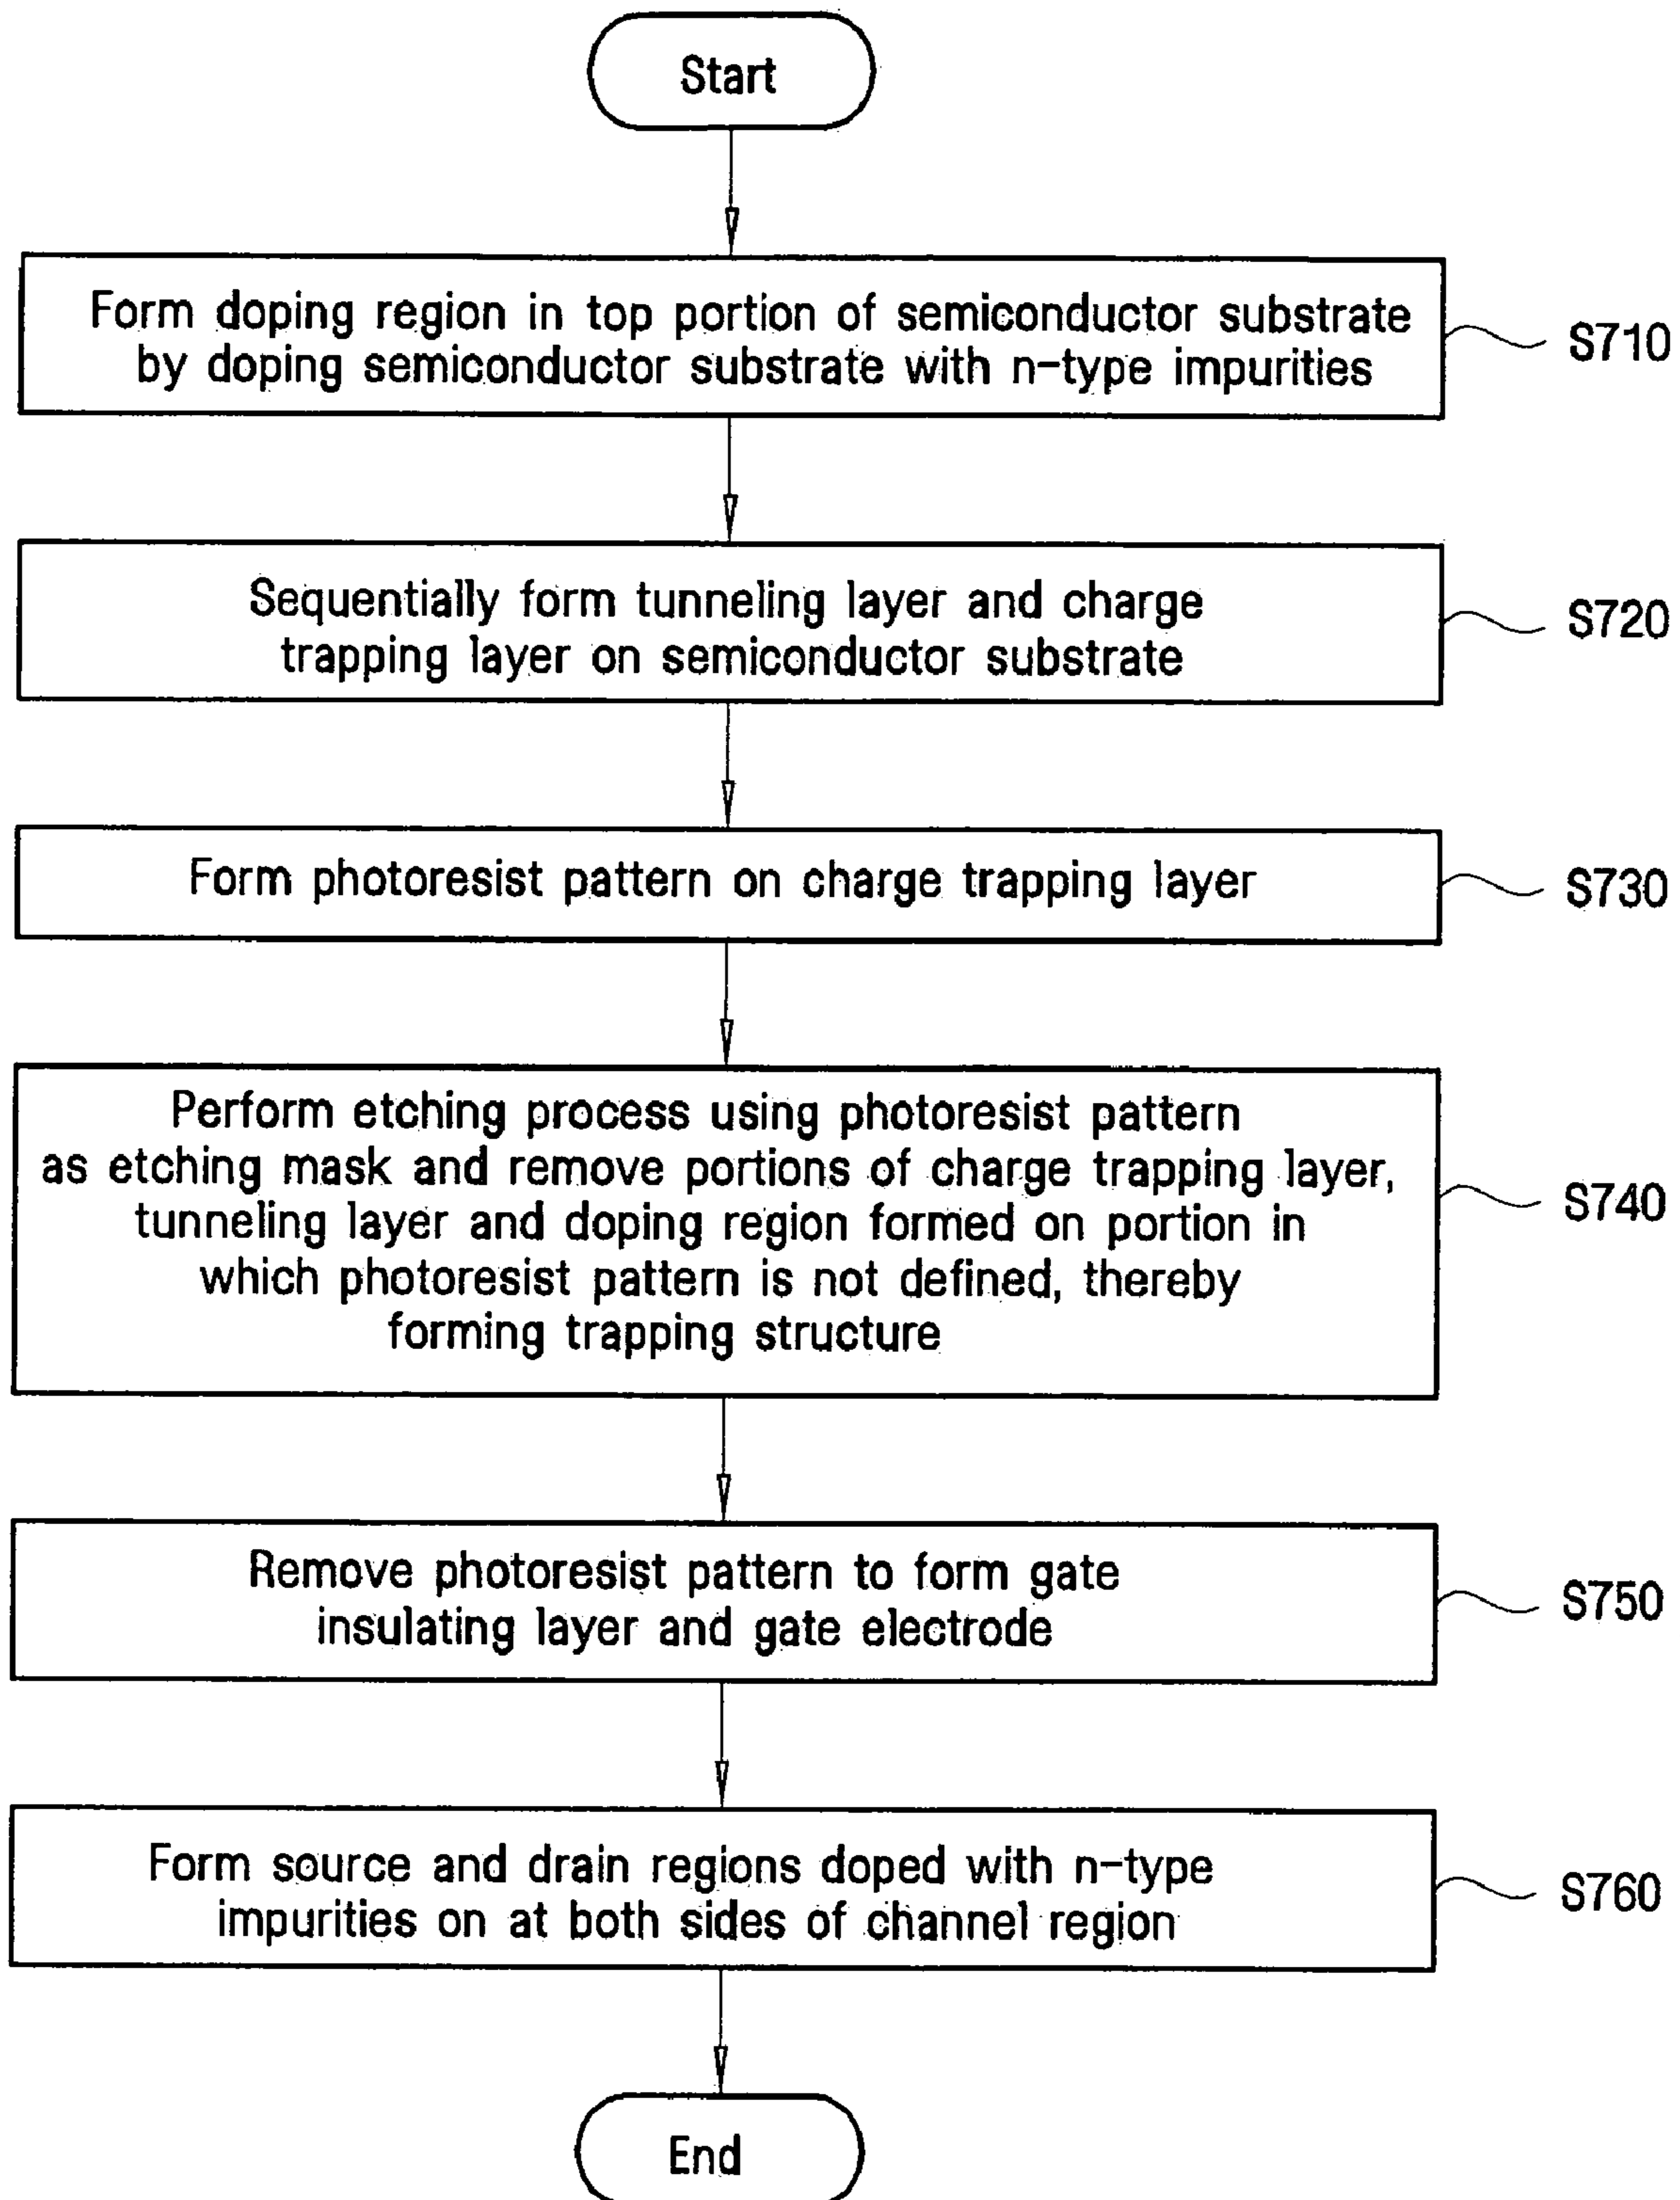 Start
Form doping region in top portion of semiconductor substrate
by doping semiconductor substrate with n-type impurities
S710
Sequentially form tunneling layer and charge
trapping layer on semiconductor substrate
S720
Form photoresist pattern on charge trapping layer
S730
Perform etching process using photoresist pattern
as etching mask and remove portions of charge trapping layer,
tunneling layer and doping region formed on portion in
which photoresist pattern is not defined, thereby
forming trapping structure
S740
Remove photoresist pattern to form gate
insulating layer and gate electrode
S750
Form source and drain regions doped with n-type
impurities on at both sides of channel region
S760
End